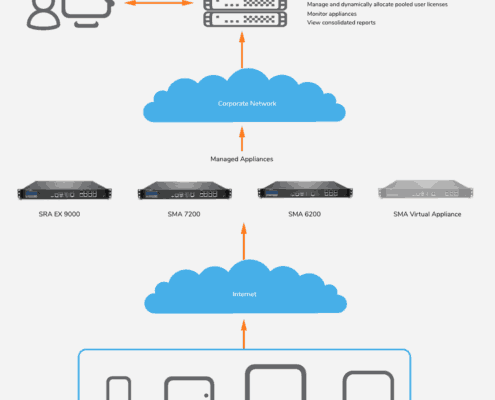 Manage and dynamically allocate pooled user licenses
Monitor appliances
View consolidated reports
Corporate Network
Managed Appliances
SRA EX 9000
SMA 7200
SMA 6200
SMA Virtual Appliance
Internet